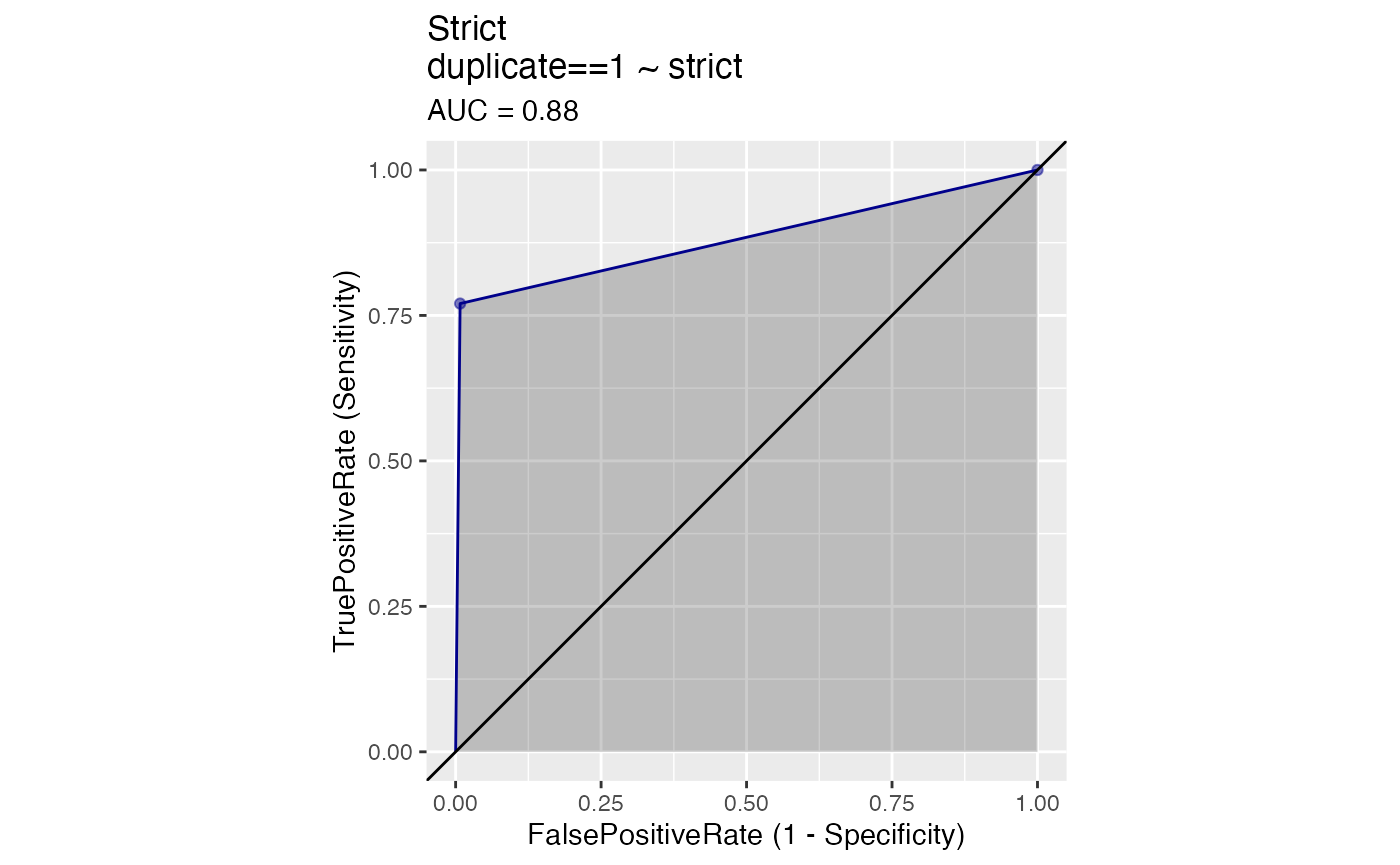 Strict
duplicate==1 ~ strict
AUC = 0.88
TruePositiveRate (Sensitivity)
1.00
0.75
0.50
0.25
0.00
0.00 0.25 0.50 0.75 1.00
FalsePositiveRate (1 - Specificity)